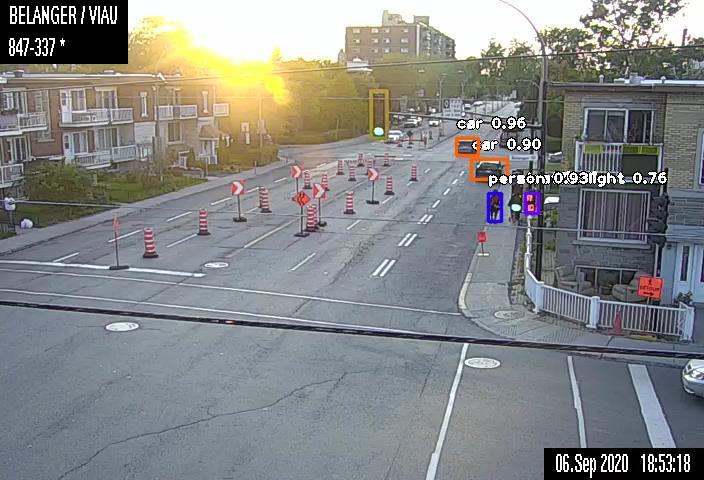 BELANGER / VIAU
847-337 *
car 0.96
car 0.90
person 0.93
light 0.76
DETOUR
06.Sep 2020 18:53:18